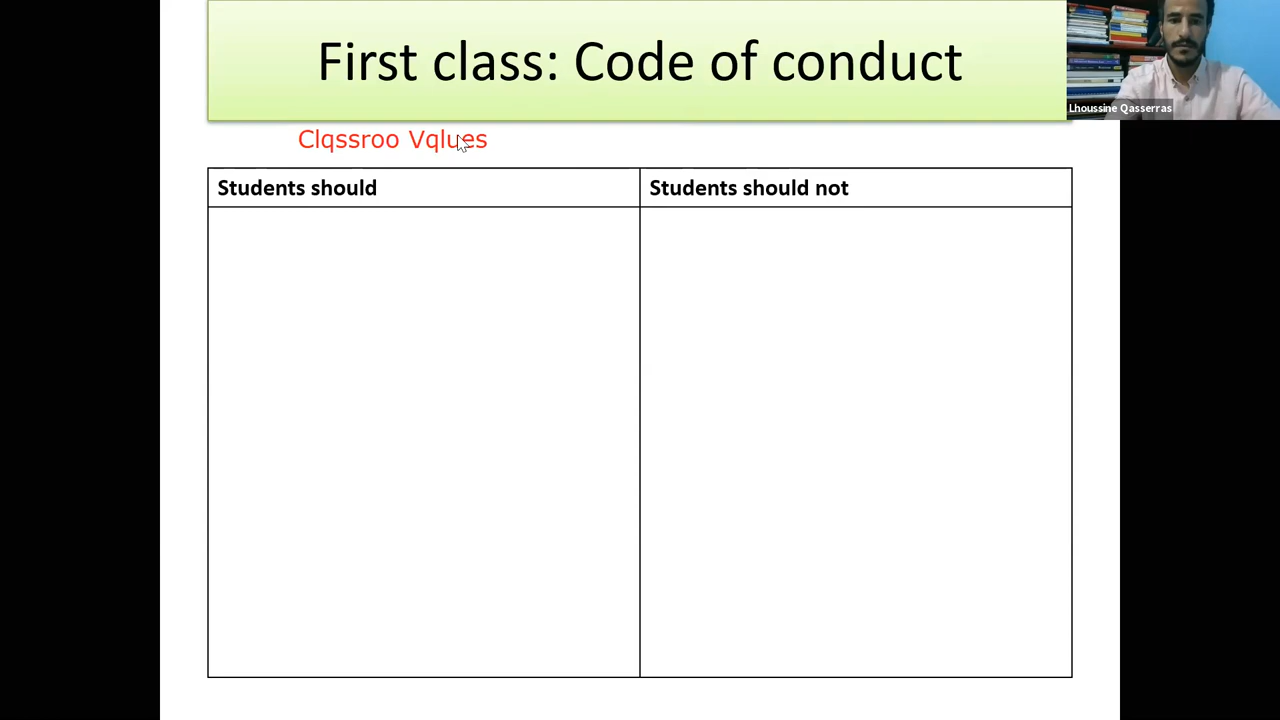 First class: Code of conduct
Lhoussine Qasserras
Clqssroo Vqlues
Students should
Students should not